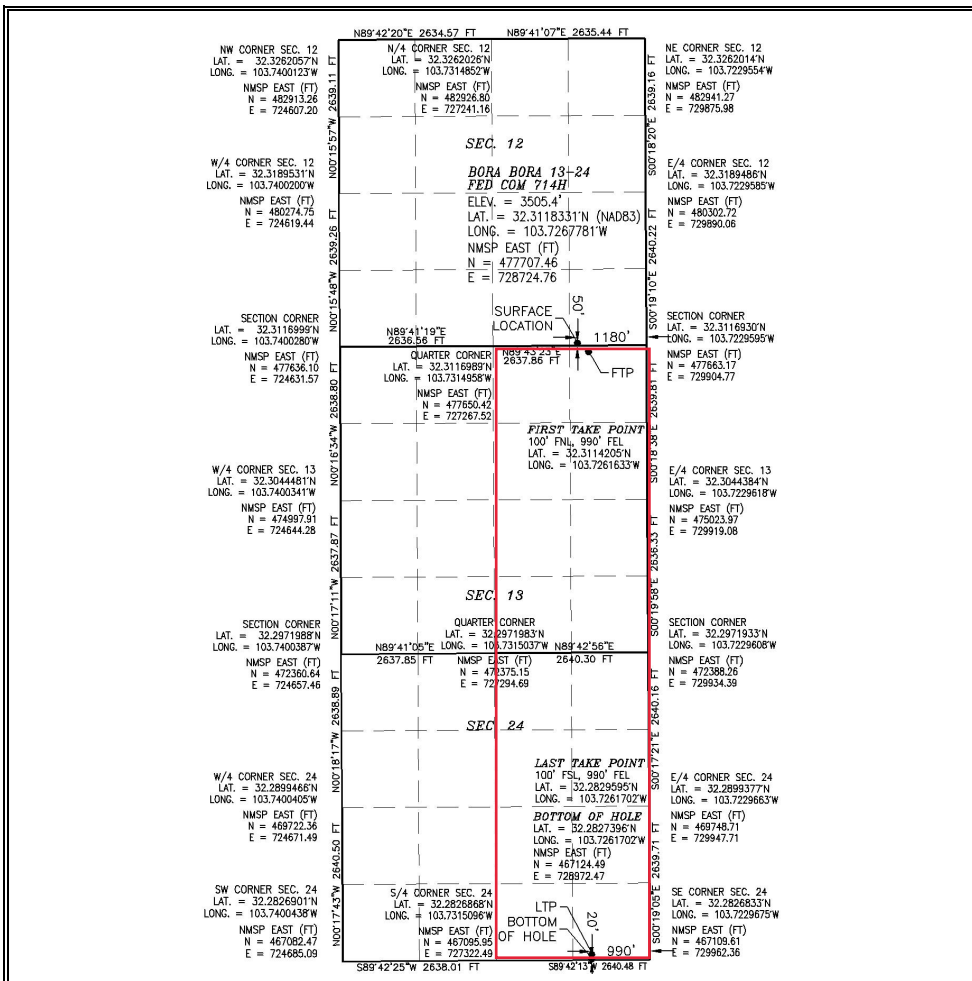 N89°42'20"E 2634.57 FT
N89°41'07"E 2635.44 FT
NW CORNER SEC. 12
LAT. = 32.3262057'N
LONG. = 103.7400123'W
NMSP EAST (FT)
N = 482913.26
E = 724607.20
N/4 CORNER SEC. 12
LAT. = 32.3262026'N
LONG. = 103.7314852'W
NMSP EAST (FT)
N = 482926.80
E = 727241.16
NE CORNER SEC. 12
LAT. = 32.3262014'N
LONG. = 103.7229554'W
NMSP EAST (FT)
N = 482941.27
E = 729875.98
N00°15'57"W 2639.11 FT
S00°18'20"E 2639.16 FT
SEC. 12
BORA BORA 13-24
FED COM 714H
ELEV. = 3505.4'
LAT. = 32.3118331'N (NAD83)
LONG. = 103.7267781'W
NMSP EAST (FT)
N = 477707.46
E = 728724.76
W/4 CORNER SEC. 12
LAT. = 32.3189531'N
LONG. = 103.7400200'W
NMSP EAST (FT)
N = 480274.75
E = 724619.44
E/4 CORNER SEC. 12
LAT. = 32.3189486'N
LONG. = 103.7229585'W
NMSP EAST (FT)
N = 480302.72
E = 729890.06
N00°15'48"W 2639.26 FT
S00°19'10"E 2640.22 FT
SURFACE
LOCATION
50'
1180'
FTP
SECTION CORNER
LAT. = 32.3116999'N
LONG. = 103.7400280'W
NMSP EAST (FT)
N = 477636.10
E = 724631.57
N89°41'19"E
2636.56 FT
N89°43'23"E
2637.86 FT
QUARTER CORNER
LAT. = 32.3116989'N
LONG. = 103.7314958'W
NMSP EAST (FT)
N = 477650.42
E = 727267.52
SECTION CORNER
LAT. = 32.3116930'N
LONG. = 103.7229595'W
NMSP EAST (FT)
N = 477663.17
E = 729904.77
N00°16'34"W 2638.80 FT
S00°18'38"E 2639.81 FT
FIRST TAKE POINT
100' FNL, 990' FEL
LAT. = 32.3114205'N
LONG. = 103.7261633'W
W/4 CORNER SEC. 13
LAT. = 32.3044481'N
LONG. = 103.7400341'W
NMSP EAST (FT)
N = 474997.91
E = 724644.28
E/4 CORNER SEC. 13
LAT. = 32.3044384'N
LONG. = 103.7229618'W
NMSP EAST (FT)
N = 475023.97
E = 729919.08
N00°17'11"W 2637.87 FT
S00°19'58"E 2636.33 FT
SEC. 13
SECTION CORNER
LAT. = 32.2971988'N
LONG. = 103.7400387'W
NMSP EAST (FT)
N = 472360.64
E = 724657.46
QUARTER CORNER
LAT. = 32.2971983'N
LONG. = 103.7315037'W
N89°41'05"E
2637.85 FT
N89°42'56"E
2640.30 FT
NMSP EAST (FT)
N = 472375.15
E = 727294.69
SECTION CORNER
LAT. = 32.2971933'N
LONG. = 103.7229608'W
NMSP EAST (FT)
N = 472388.26
E = 729934.39
N00°18'17"W 2638.89 FT
S00°17'21"E 2640.16 FT
SEC. 24
LAST TAKE POINT
100' FSL, 990' FEL
LAT. = 32.2829595'N
LONG. = 103.7261702'W
BOTTOM OF HOLE
LAT. = 32.2827396'N
LONG. = 103.7261702'W
NMSP EAST (FT)
N = 467124.49
E = 728972.47
W/4 CORNER SEC. 24
LAT. = 32.2899466'N
LONG. = 103.7400405'W
NMSP EAST (FT)
N = 469722.36
E = 724671.49
E/4 CORNER SEC. 24
LAT. = 32.2899377'N
LONG. = 103.7229663'W
NMSP EAST (FT)
N = 469748.71
E = 729947.71
N00°17'43"W 2640.50 FT
S00°19'05"E 2639.71 FT
SW CORNER SEC. 24
LAT. = 32.2826901'N
LONG. = 103.7400438'W
NMSP EAST (FT)
N = 467082.47
E = 724685.09
S/4 CORNER SEC. 24
LAT. = 32.2826868'N
LONG. = 103.7315096'W
NMSP EAST (FT)
N = 467095.95
E = 727322.49
LTP
BOTTOM
OF HOLE
20'
990'
SE CORNER SEC. 24
LAT. = 32.2826833'N
LONG. = 103.7229675'W
NMSP EAST (FT)
N = 467109.61
E = 729962.36
S89°42'25"W 2638.01 FT
S89°42'13"W 2640.48 FT